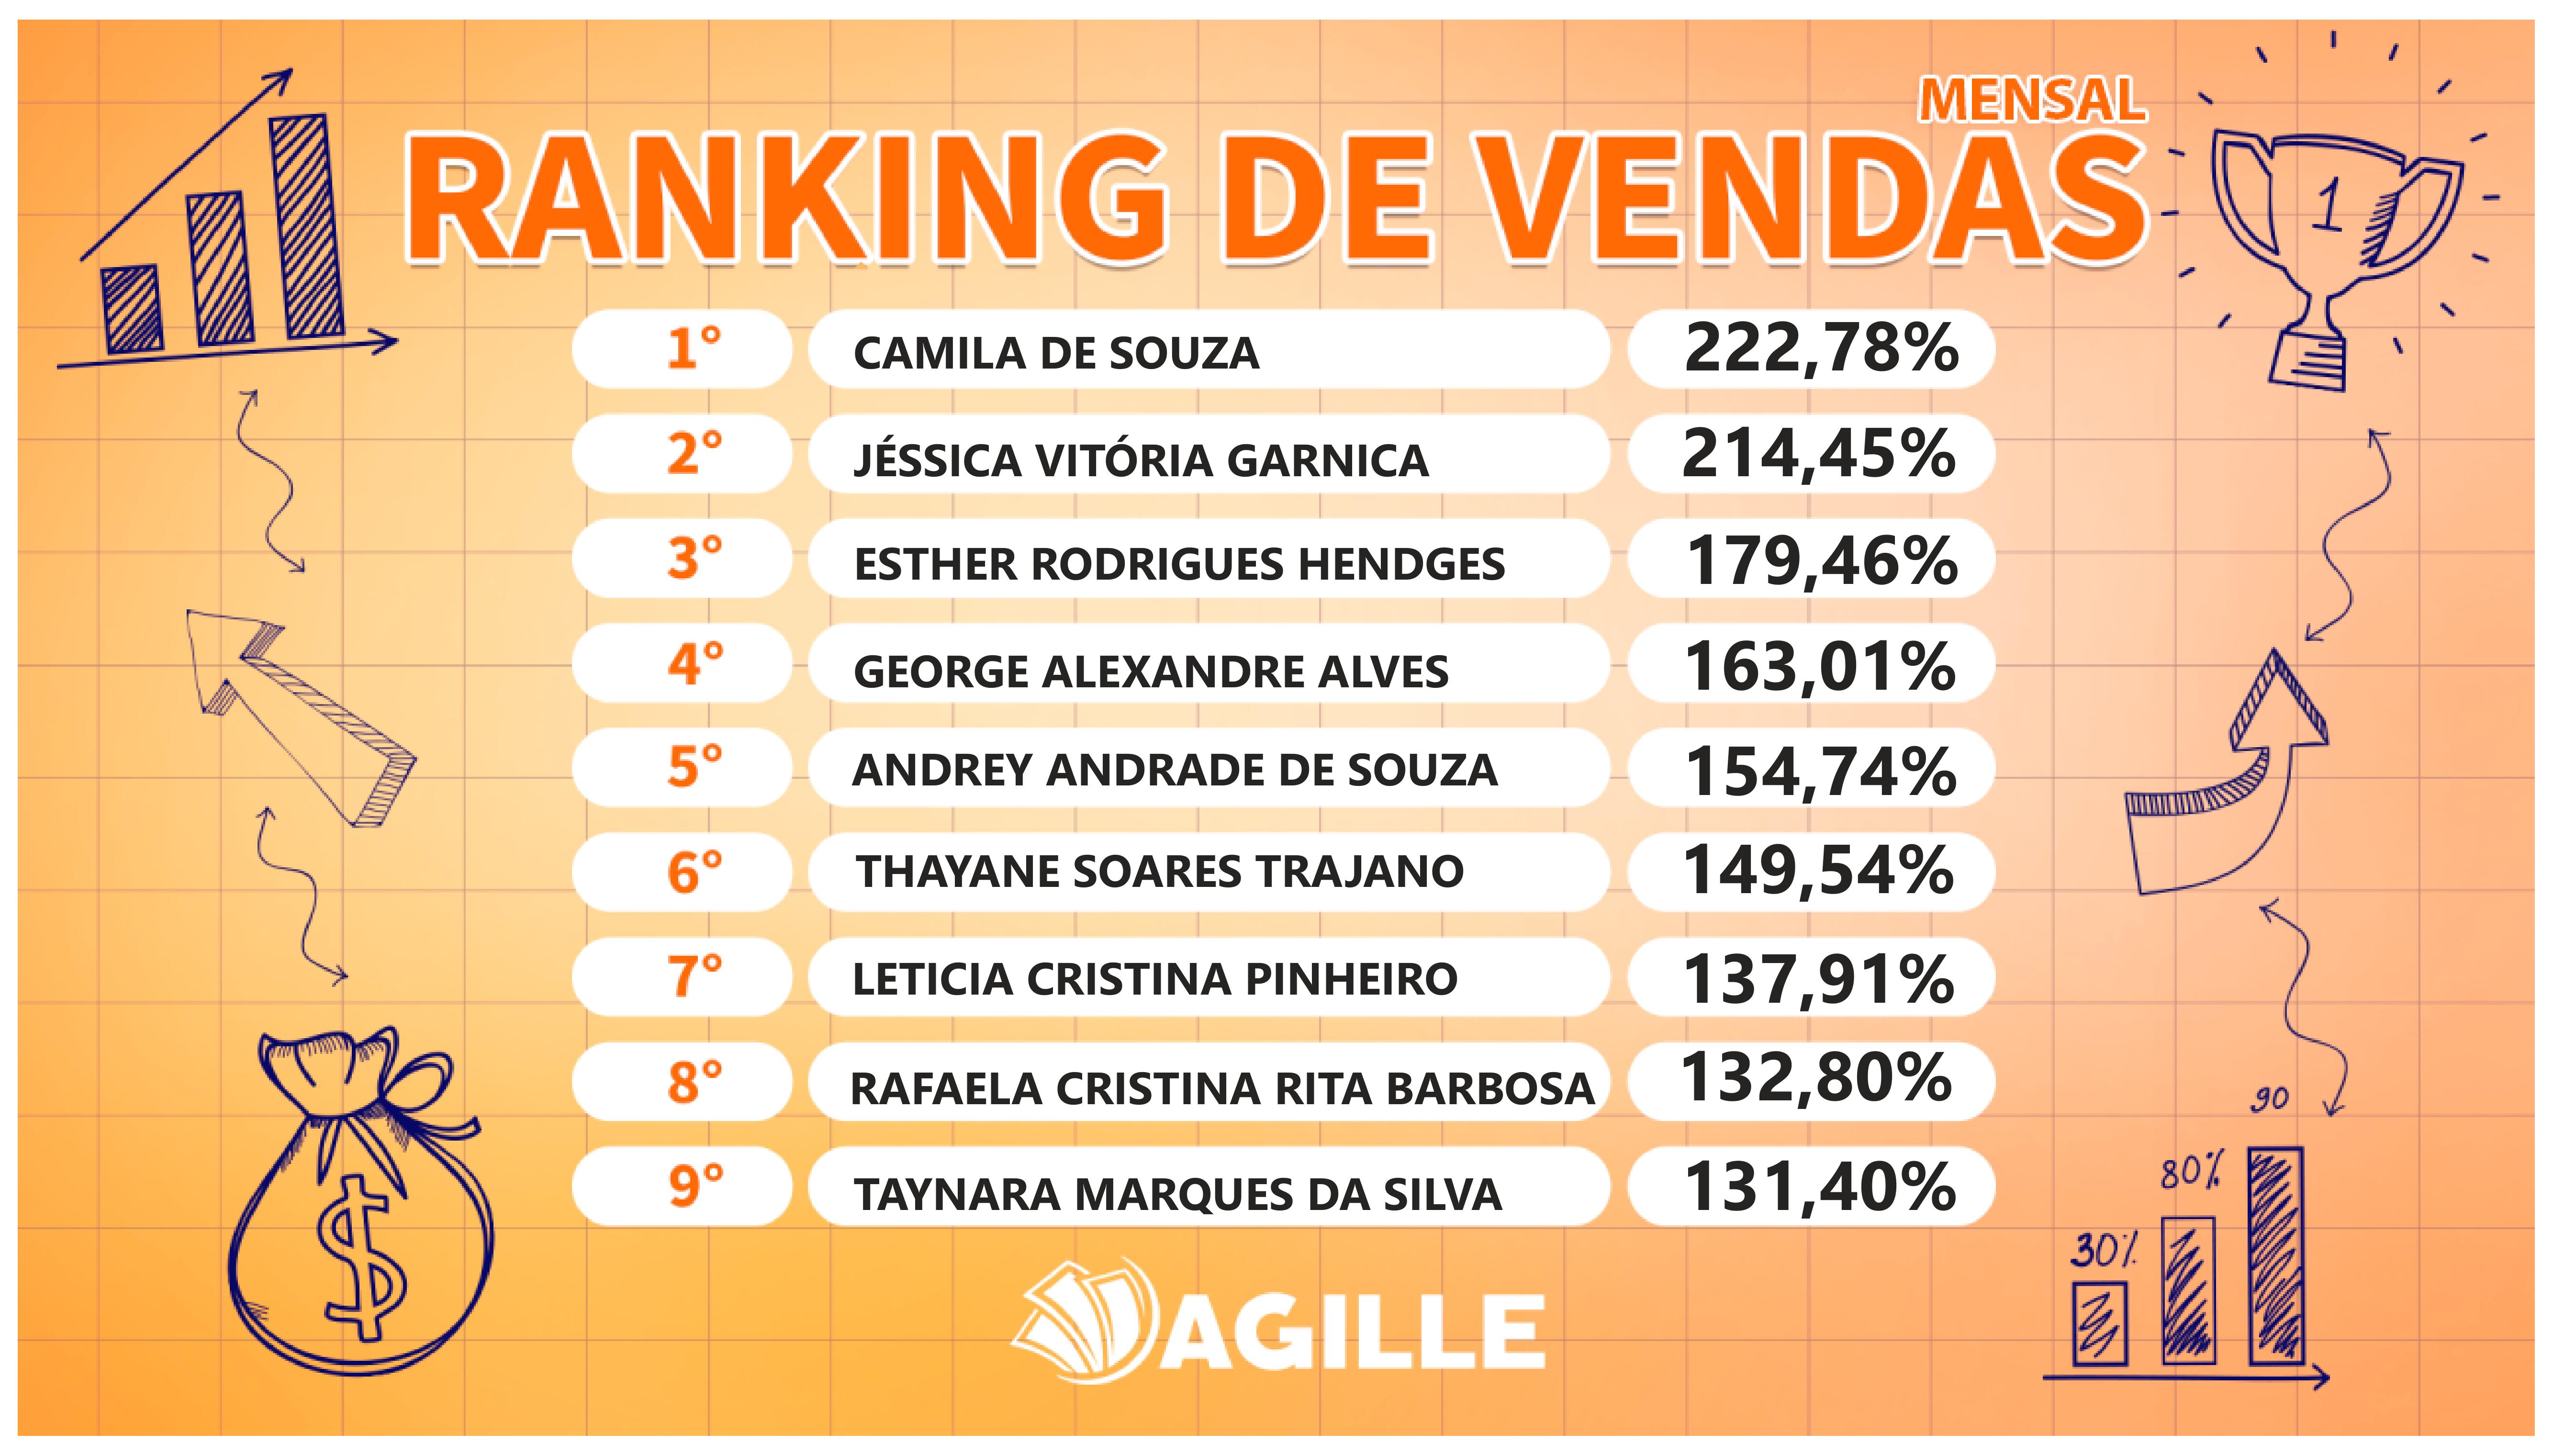 MENSAL
RANKING DE VENDAS
1
1° CAMILA DE SOUZA 222,78%
2° JÉSSICA VITÓRIA GARNICA 214,45%
3° ESTHER RODRIGUES HENDGES 179,46%
4° GEORGE ALEXANDRE ALVES 163,01%
5° ANDREY ANDRADE DE SOUZA 154,74%
6° THAYANE SOARES TRAJANO 149,54%
7° LETICIA CRISTINA PINHEIRO 137,91%
8° RAFAELA CRISTINA RITA BARBOSA 132,80%
9° TAYNARA MARQUES DA SILVA 131,40%
$
90
80%
30%
AGILLE